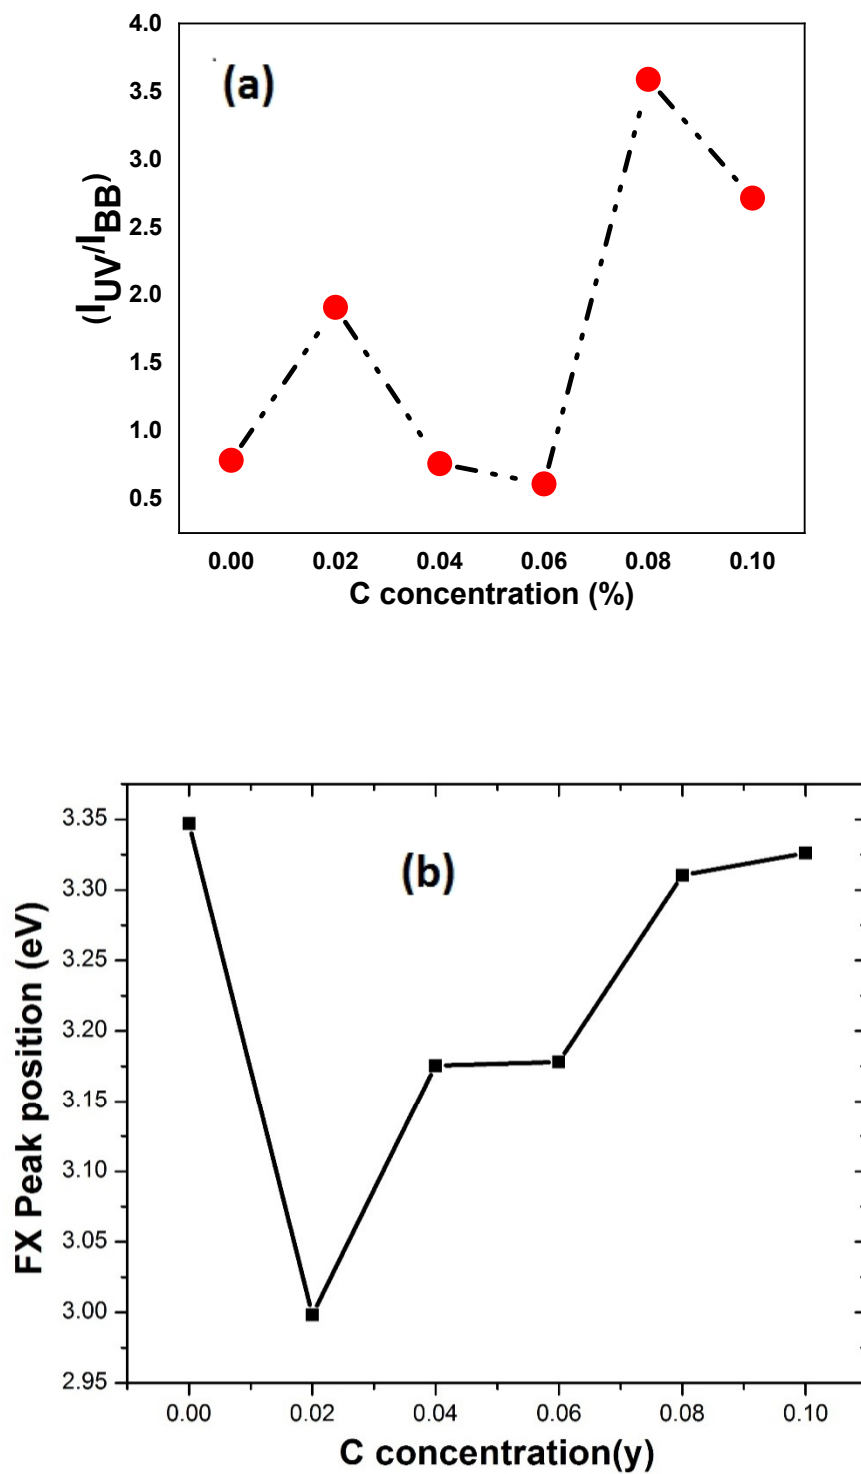 4.0
(a)
3.5
3.0
2.5
2.0
1.5
1.0
0.5
(IUV/IBB)
0.00 0.02 0.04 0.06 0.08 0.10
C concentration (%)
3.35
(b)
3.30
3.25
3.20
3.15
3.10
3.05
3.00
2.95
FX Peak position (eV)
0.00 0.02 0.04 0.06 0.08 0.10
C concentration(y)